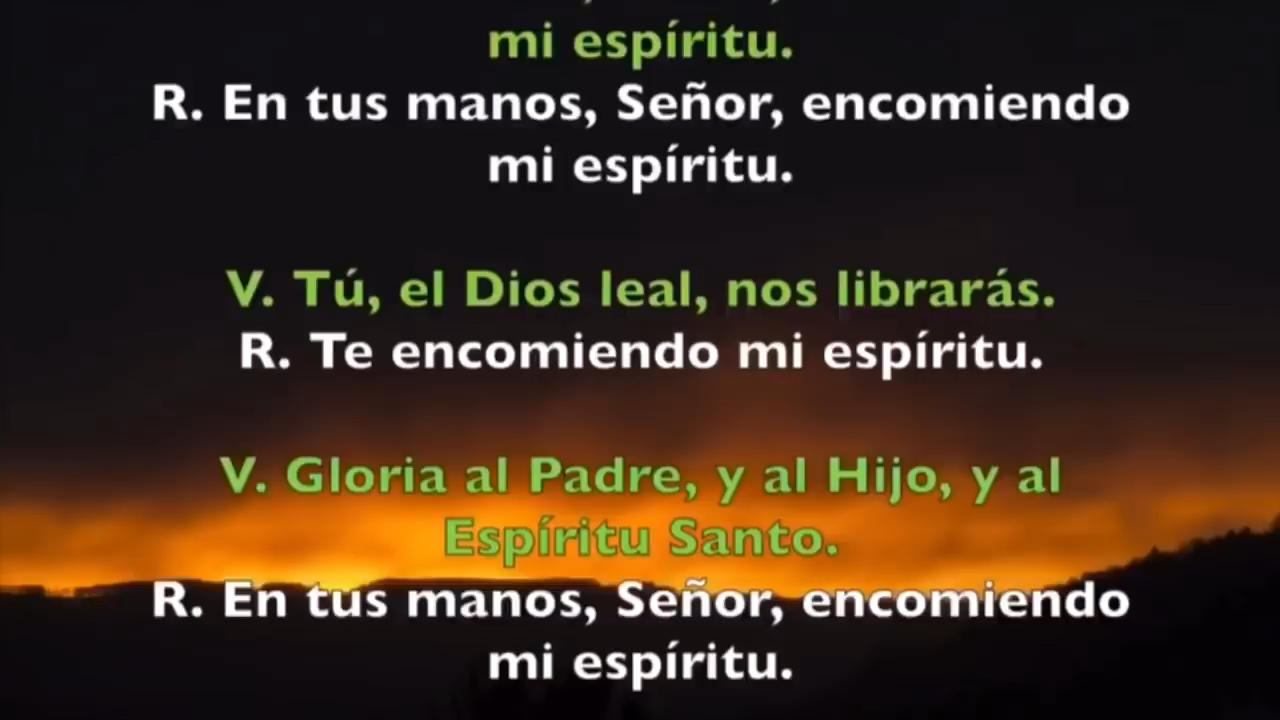 mi espíritu.
R. En tus manos, Señor, encomiendo
mi espíritu.
V. Tú, el Dios leal, nos librarás.
R. Te encomiendo mi espíritu.
V. Gloria al Padre, y al Hijo, y al
Espíritu Santo.
R. En tus manos, Señor, encomiendo
mi espíritu.